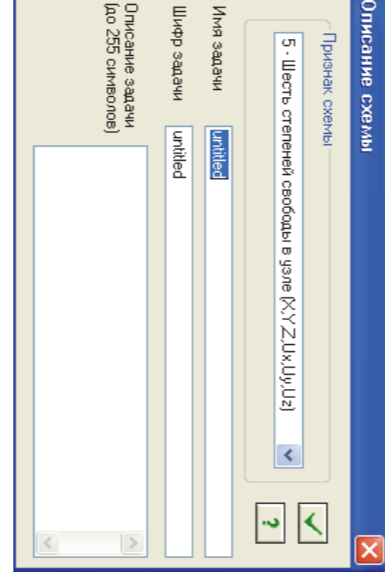 Описание схемы
Признак схемы
5 - Шесть степеней свободы в узле (X,Y,Z,Ux,Uy,Uz)
?
Имя задачи
untitled
Шифр задачи
untitled
Описание задачи
(до 255 символов)